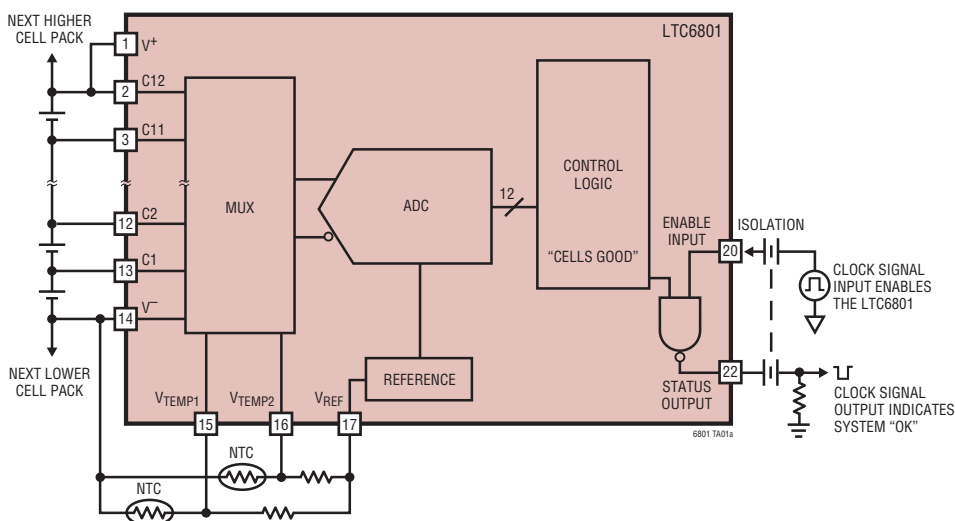 NEXT HIGHER
CELL PACK
LTC6801
1
V+
2
C12
3
C11
12
C2
13
C1
14
V−
NEXT LOWER
CELL PACK
MUX
ADC
12
CONTROL
LOGIC
“CELLS GOOD”
REFERENCE
ENABLE
INPUT
20
ISOLATION
CLOCK SIGNAL
INPUT ENABLES
THE LTC6801
22
STATUS
OUTPUT
CLOCK SIGNAL
OUTPUT INDICATES
SYSTEM “OK”
6801 TA01a
VTEMP1
VTEMP2
VREF
15
16
17
NTC
NTC